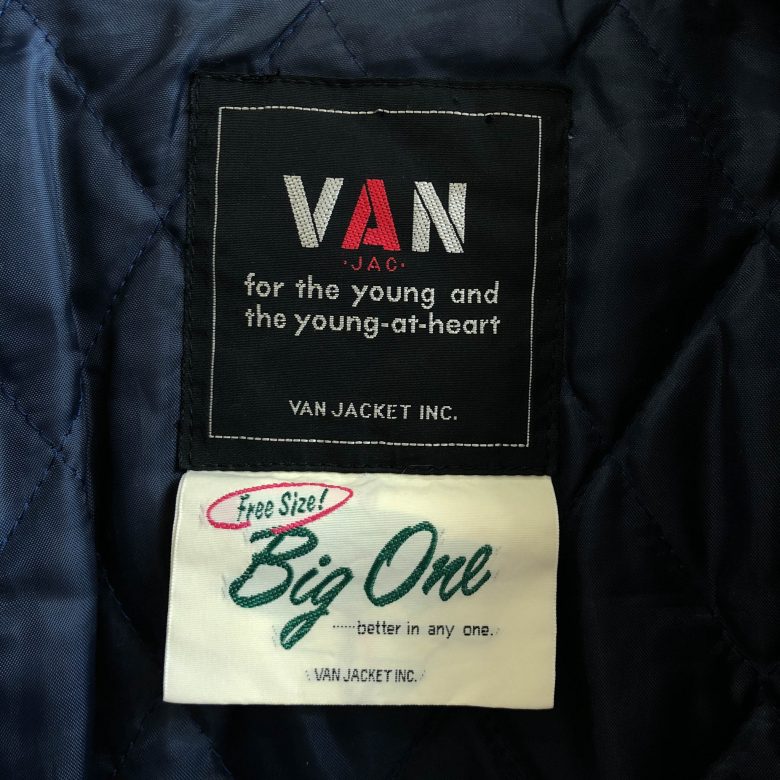 VAN
·JAC·
for the young and
the young-at-heart
VAN JACKET INC.
Free Size!
Big One
······better in any one.
VAN JACKET INC.